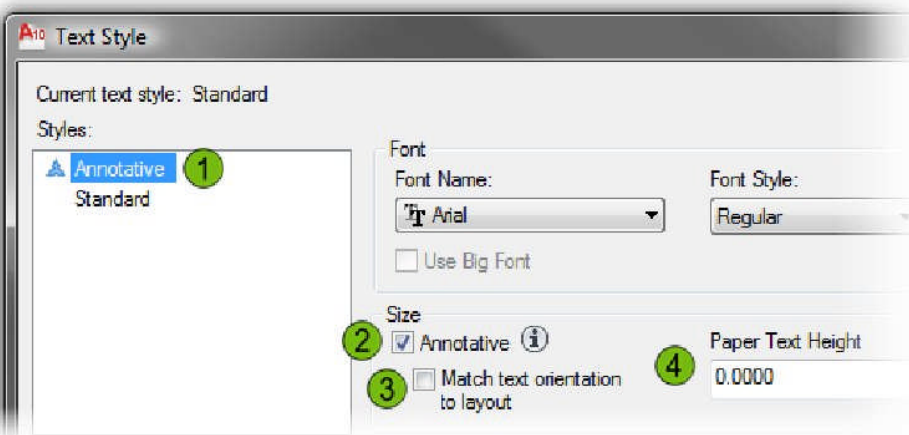 A10 Text Style
Current text style: Standard
Styles:
Annotative 1
Standard
Font
Font Name:
Font Style:
Tr Arial
Regular
Use Big Font
Size
2 Annotative i
Paper Text Height
3 Match text orientation
to layout
4 0.0000